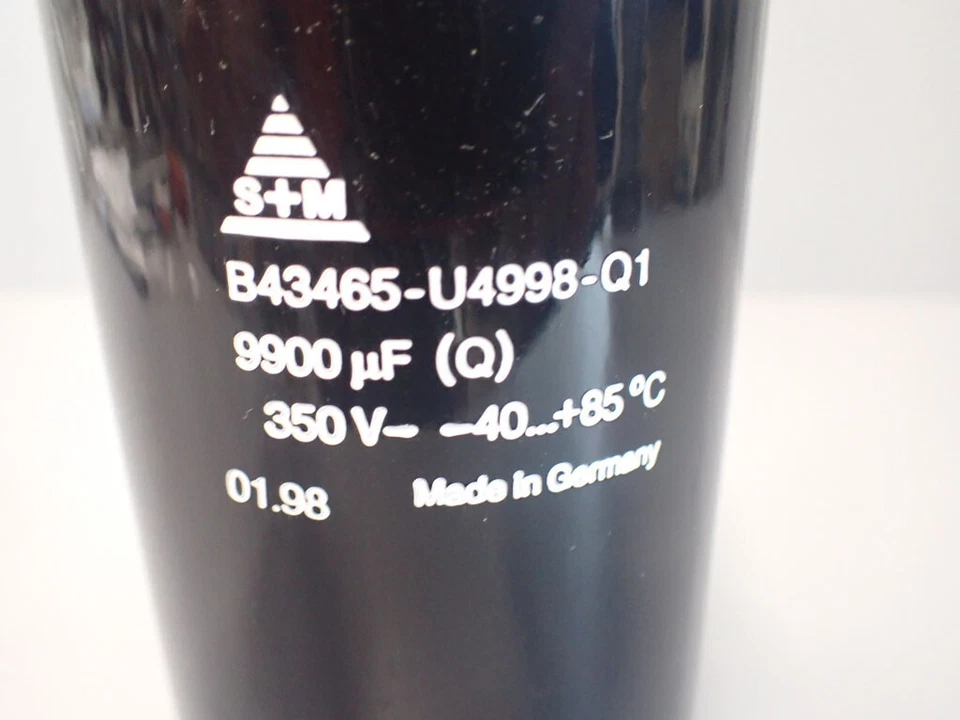 S+M
B43465-U4998-Q1
9900 µF (Q)
350 V– –40...+85 °C
01.98 Made in Germany